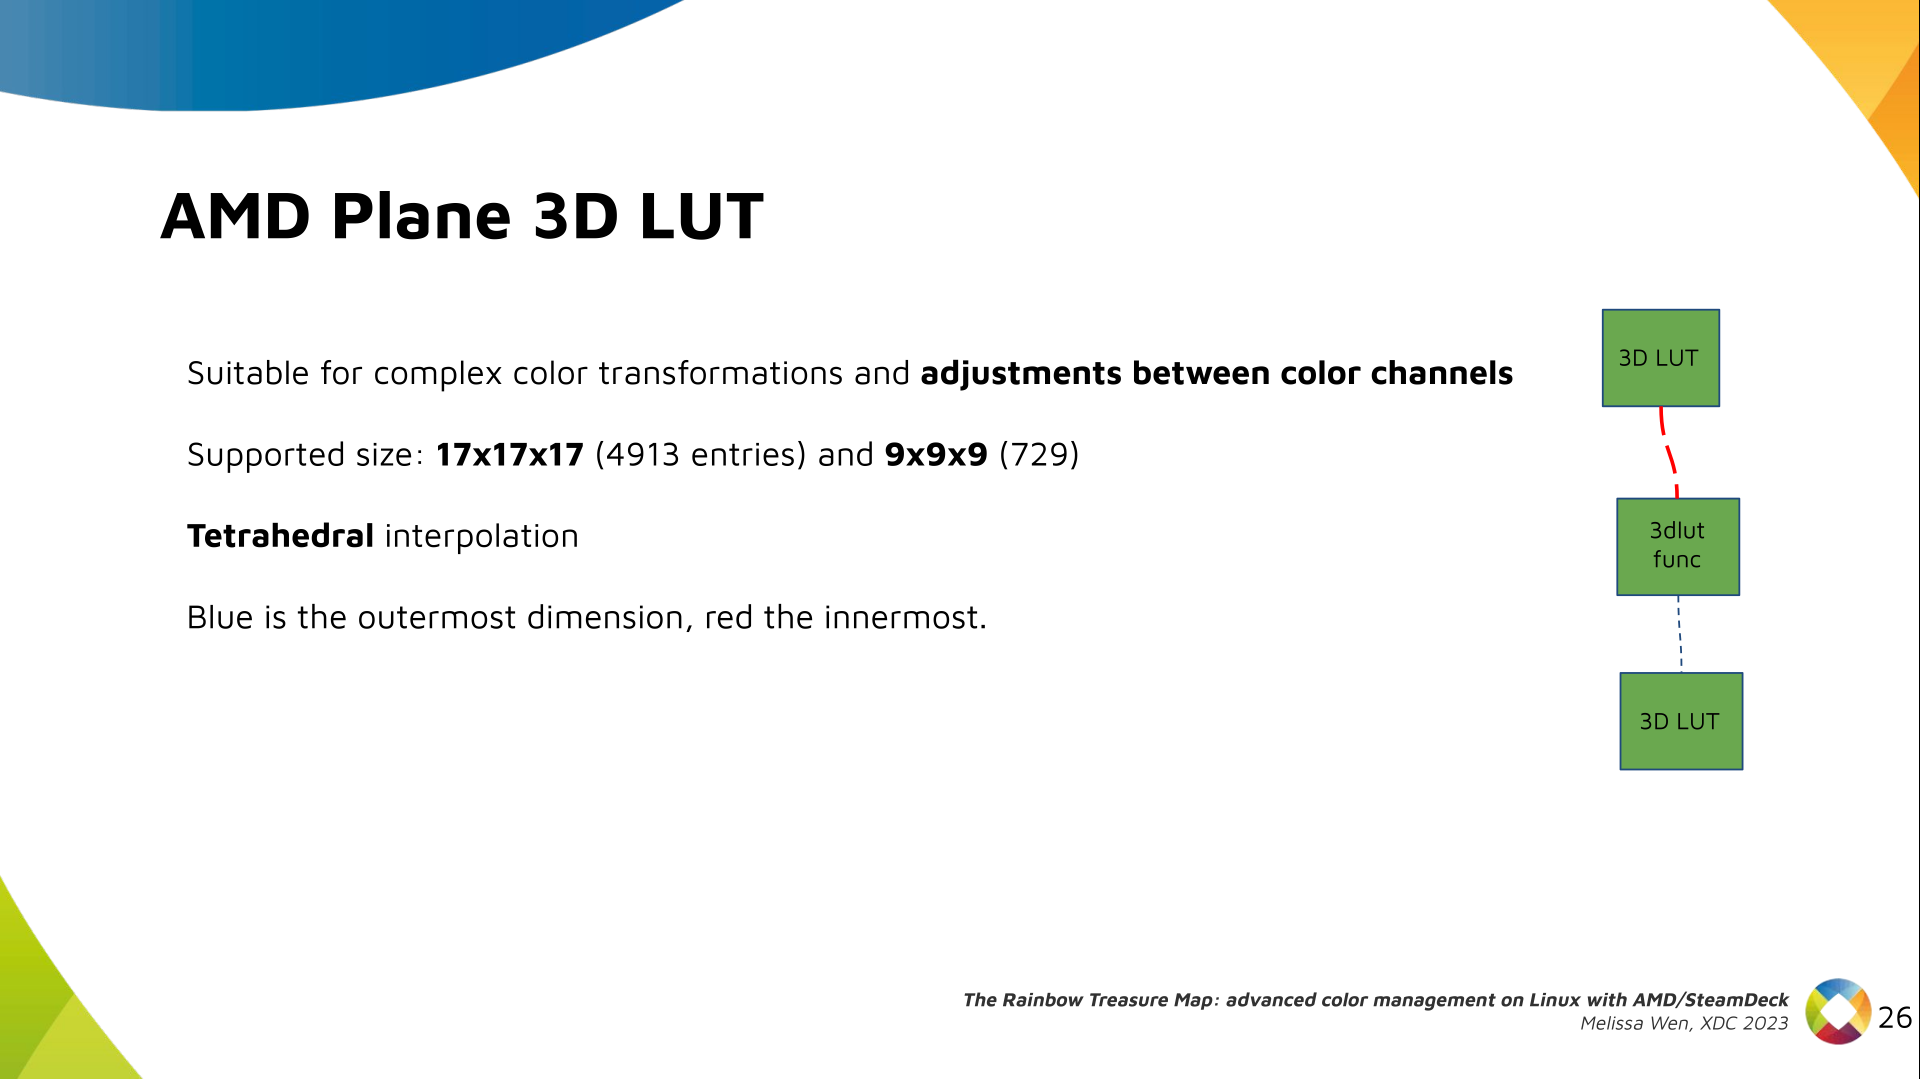 AMD Plane 3D LUT
Suitable for complex color transformations and adjustments between color channels
Supported size: 17x17x17 (4913 entries) and 9x9x9 (729)
Tetrahedral interpolation
Blue is the outermost dimension, red the innermost.
3D LUT
3dlut
func
3D LUT
The Rainbow Treasure Map: advanced color management on Linux with AMD/SteamDeck
Melissa Wen, XDC 2023
26